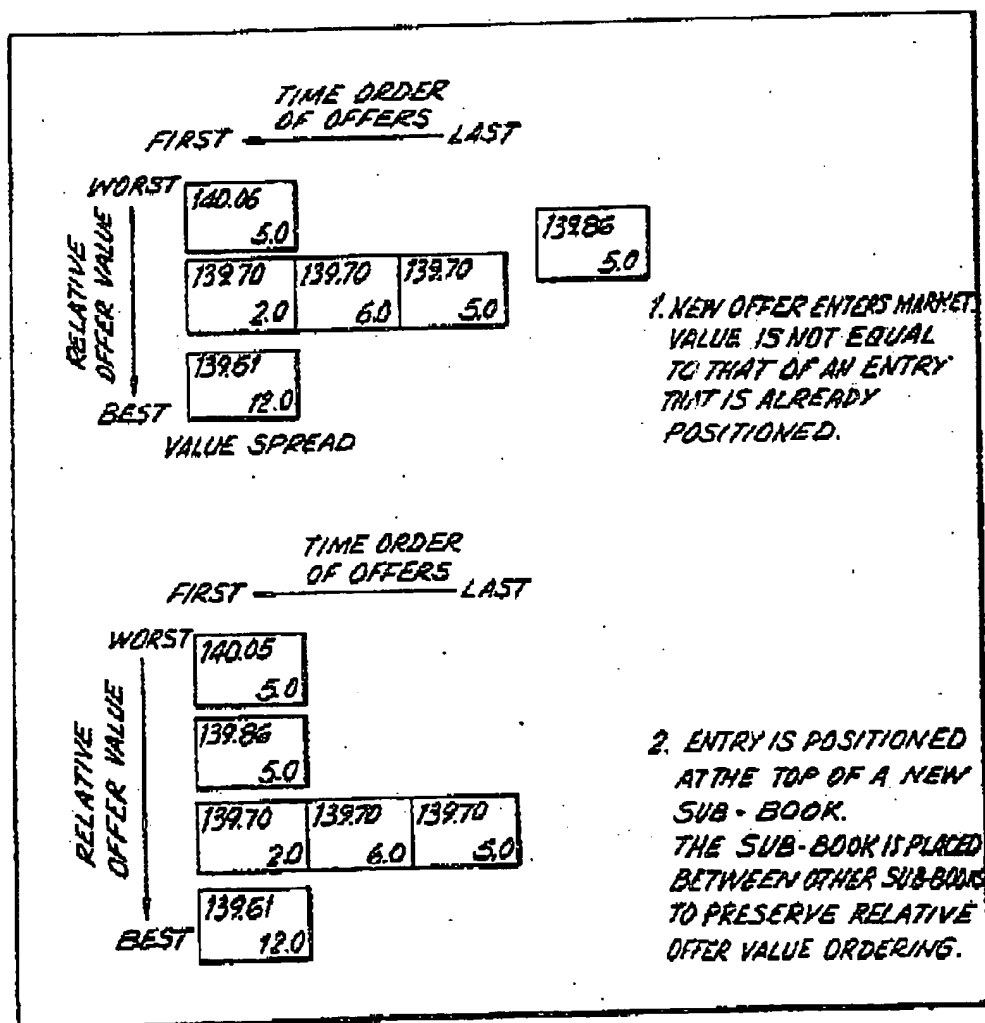 TIME ORDER
OF OFFERS
FIRST LAST
WORST
RELATIVE
OFFER VALUE
140.06
5.0
139.86
5.0
139.70 139.70 139.70
2.0 6.0 5.0
139.61
12.0
BEST
VALUE SPREAD
1. NEW OFFER ENTERS MARKET.
VALUE IS NOT EQUAL
TO THAT OF AN ENTRY
THAT IS ALREADY
POSITIONED.
TIME ORDER
OF OFFERS
FIRST LAST
WORST
RELATIVE
OFFER VALUE
140.05
5.0
139.86
5.0
139.70 139.70 139.70
2.0 6.0 5.0
139.61
12.0
BEST
2. ENTRY IS POSITIONED
AT THE TOP OF A NEW
SUB-BOOK.
THE SUB-BOOK IS PLACED
BETWEEN OTHER SUB-BOOKS
TO PRESERVE RELATIVE
OFFER VALUE ORDERING.